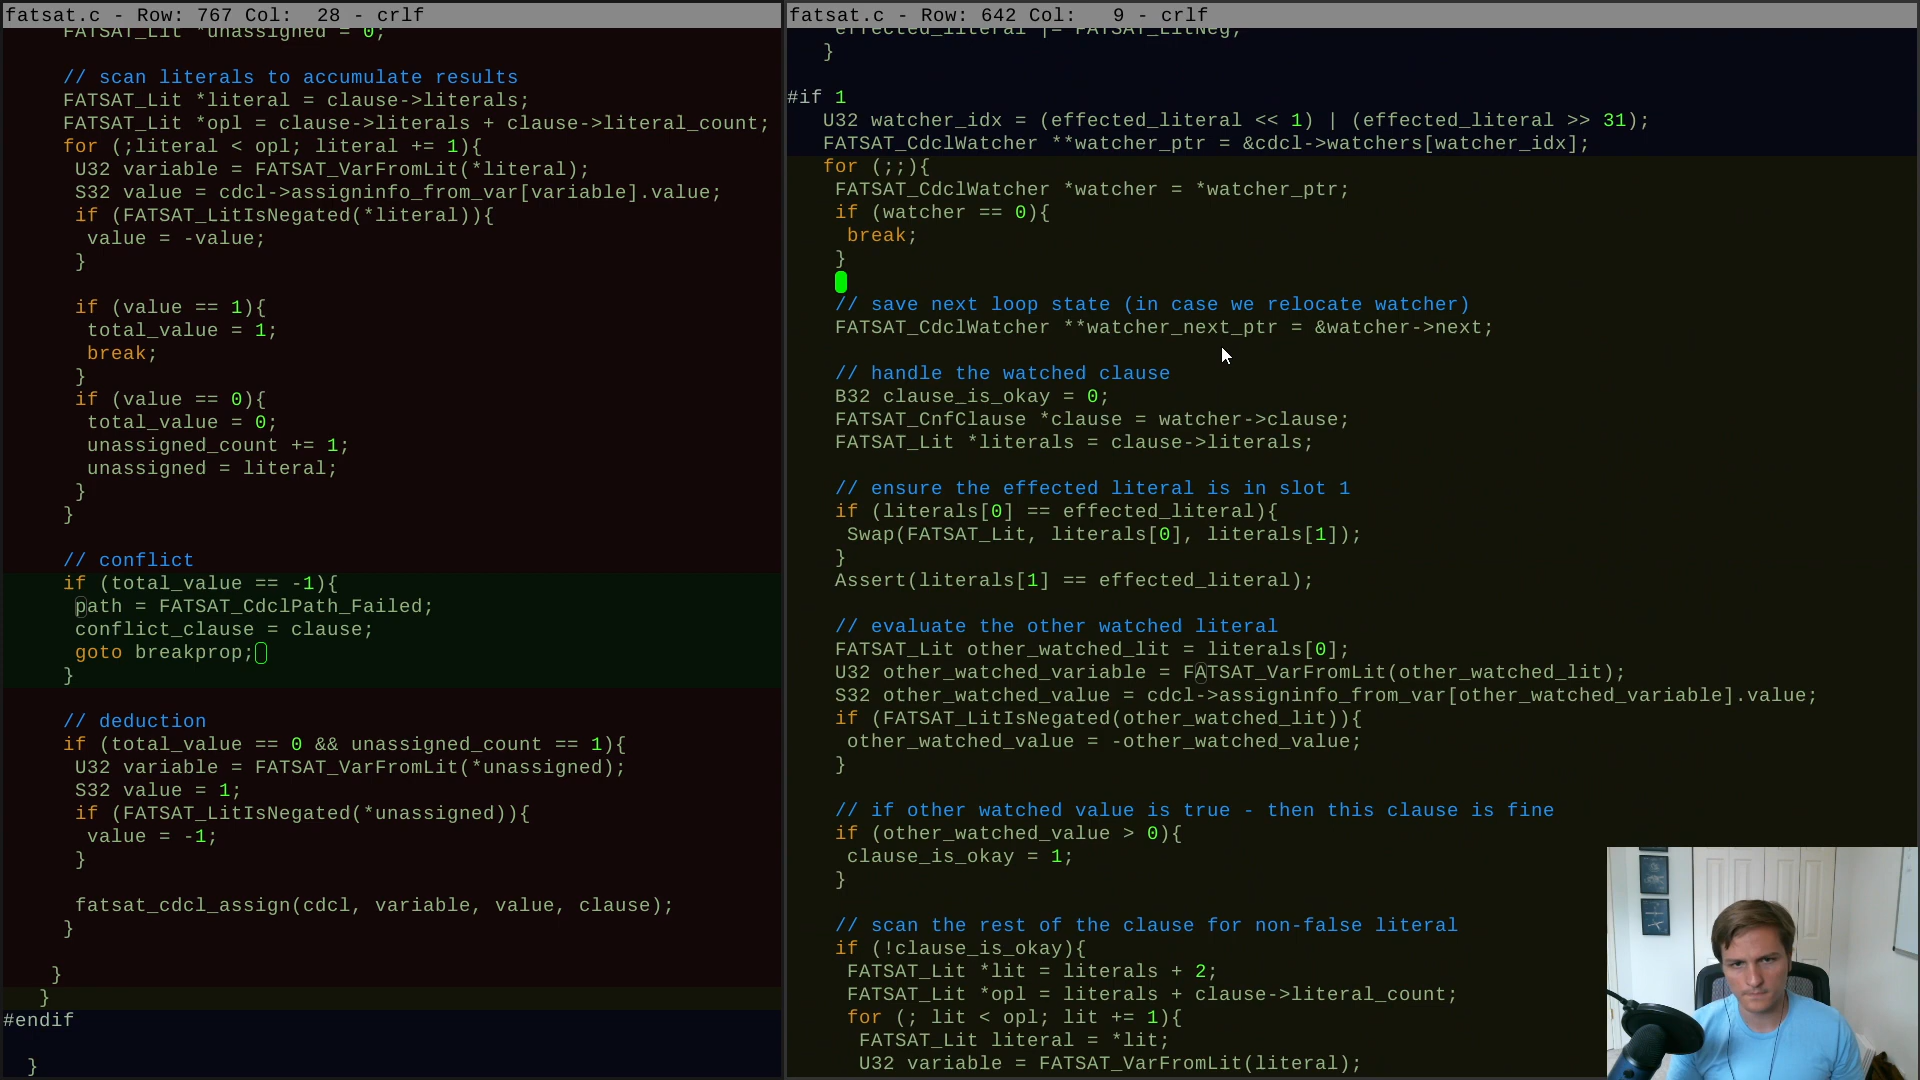 fatsat.c - Row: 767 Col:  28 - crlf
FATSAT_Lit *unassigned = 0;
// scan literals to accumulate results
FATSAT_Lit *literal = clause->literals;
FATSAT_Lit *opl = clause->literals + clause->literal_count;
for (;literal < opl; literal += 1){
U32 variable = FATSAT_VarFromLit(*literal);
S32 value = cdcl->assigninfo_from_var[variable].value;
if (FATSAT_LitIsNegated(*literal)){
value = -value;
}
if (value == 1){
total_value = 1;
break;
}
if (value == 0){
total_value = 0;
unassigned_count += 1;
unassigned = literal;
}
}
// conflict
if (total_value == -1){
path = FATSAT_CdclPath_Failed;
conflict_clause = clause;
goto breakprop;
}
// deduction
if (total_value == 0 && unassigned_count == 1){
U32 variable = FATSAT_VarFromLit(*unassigned);
S32 value = 1;
if (FATSAT_LitIsNegated(*unassigned)){
value = -1;
}
fatsat_cdcl_assign(cdcl, variable, value, clause);
}
}
}
#endif
}
fatsat.c - Row: 642 Col:   9 - crlf
effected_literal |= FATSAT_LitNeg;
}
#if 1
U32 watcher_idx = (effected_literal << 1) | (effected_literal >> 31);
FATSAT_CdclWatcher **watcher_ptr = &cdcl->watchers[watcher_idx];
for (;;){
FATSAT_CdclWatcher *watcher = *watcher_ptr;
if (watcher == 0){
break;
}
// save next loop state (in case we relocate watcher)
FATSAT_CdclWatcher **watcher_next_ptr = &watcher->next;
// handle the watched clause
B32 clause_is_okay = 0;
FATSAT_CnfClause *clause = watcher->clause;
FATSAT_Lit *literals = clause->literals;
// ensure the effected literal is in slot 1
if (literals[0] == effected_literal){
Swap(FATSAT_Lit, literals[0], literals[1]);
}
Assert(literals[1] == effected_literal);
// evaluate the other watched literal
FATSAT_Lit other_watched_lit = literals[0];
U32 other_watched_variable = FATSAT_VarFromLit(other_watched_lit);
S32 other_watched_value = cdcl->assigninfo_from_var[other_watched_variable].value;
if (FATSAT_LitIsNegated(other_watched_lit)){
other_watched_value = -other_watched_value;
}
// if other watched value is true - then this clause is fine
if (other_watched_value > 0){
clause_is_okay = 1;
}
// scan the rest of the clause for non-false literal
if (!clause_is_okay){
FATSAT_Lit *lit = literals + 2;
FATSAT_Lit *opl = literals + clause->literal_count;
for (; lit < opl; lit += 1){
FATSAT_Lit literal = *lit;
U32 variable = FATSAT_VarFromLit(literal);